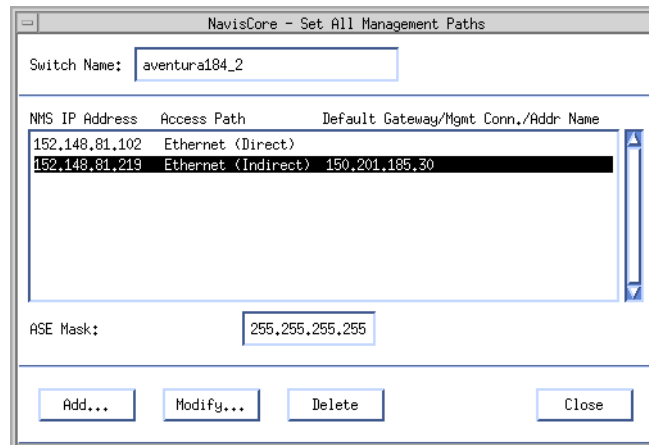 NavisCore - Set All Management Paths
Switch Name: aventura184_2
NMS IP Address Access Path Default Gateway/Mgmt Conn./Addr Name
152.148.81.102 Ethernet (Direct)
152.148.81.219 Ethernet (Indirect) 150.201.185.30
ASE Mask: 255.255.255.255
Add... Modify... Delete Close